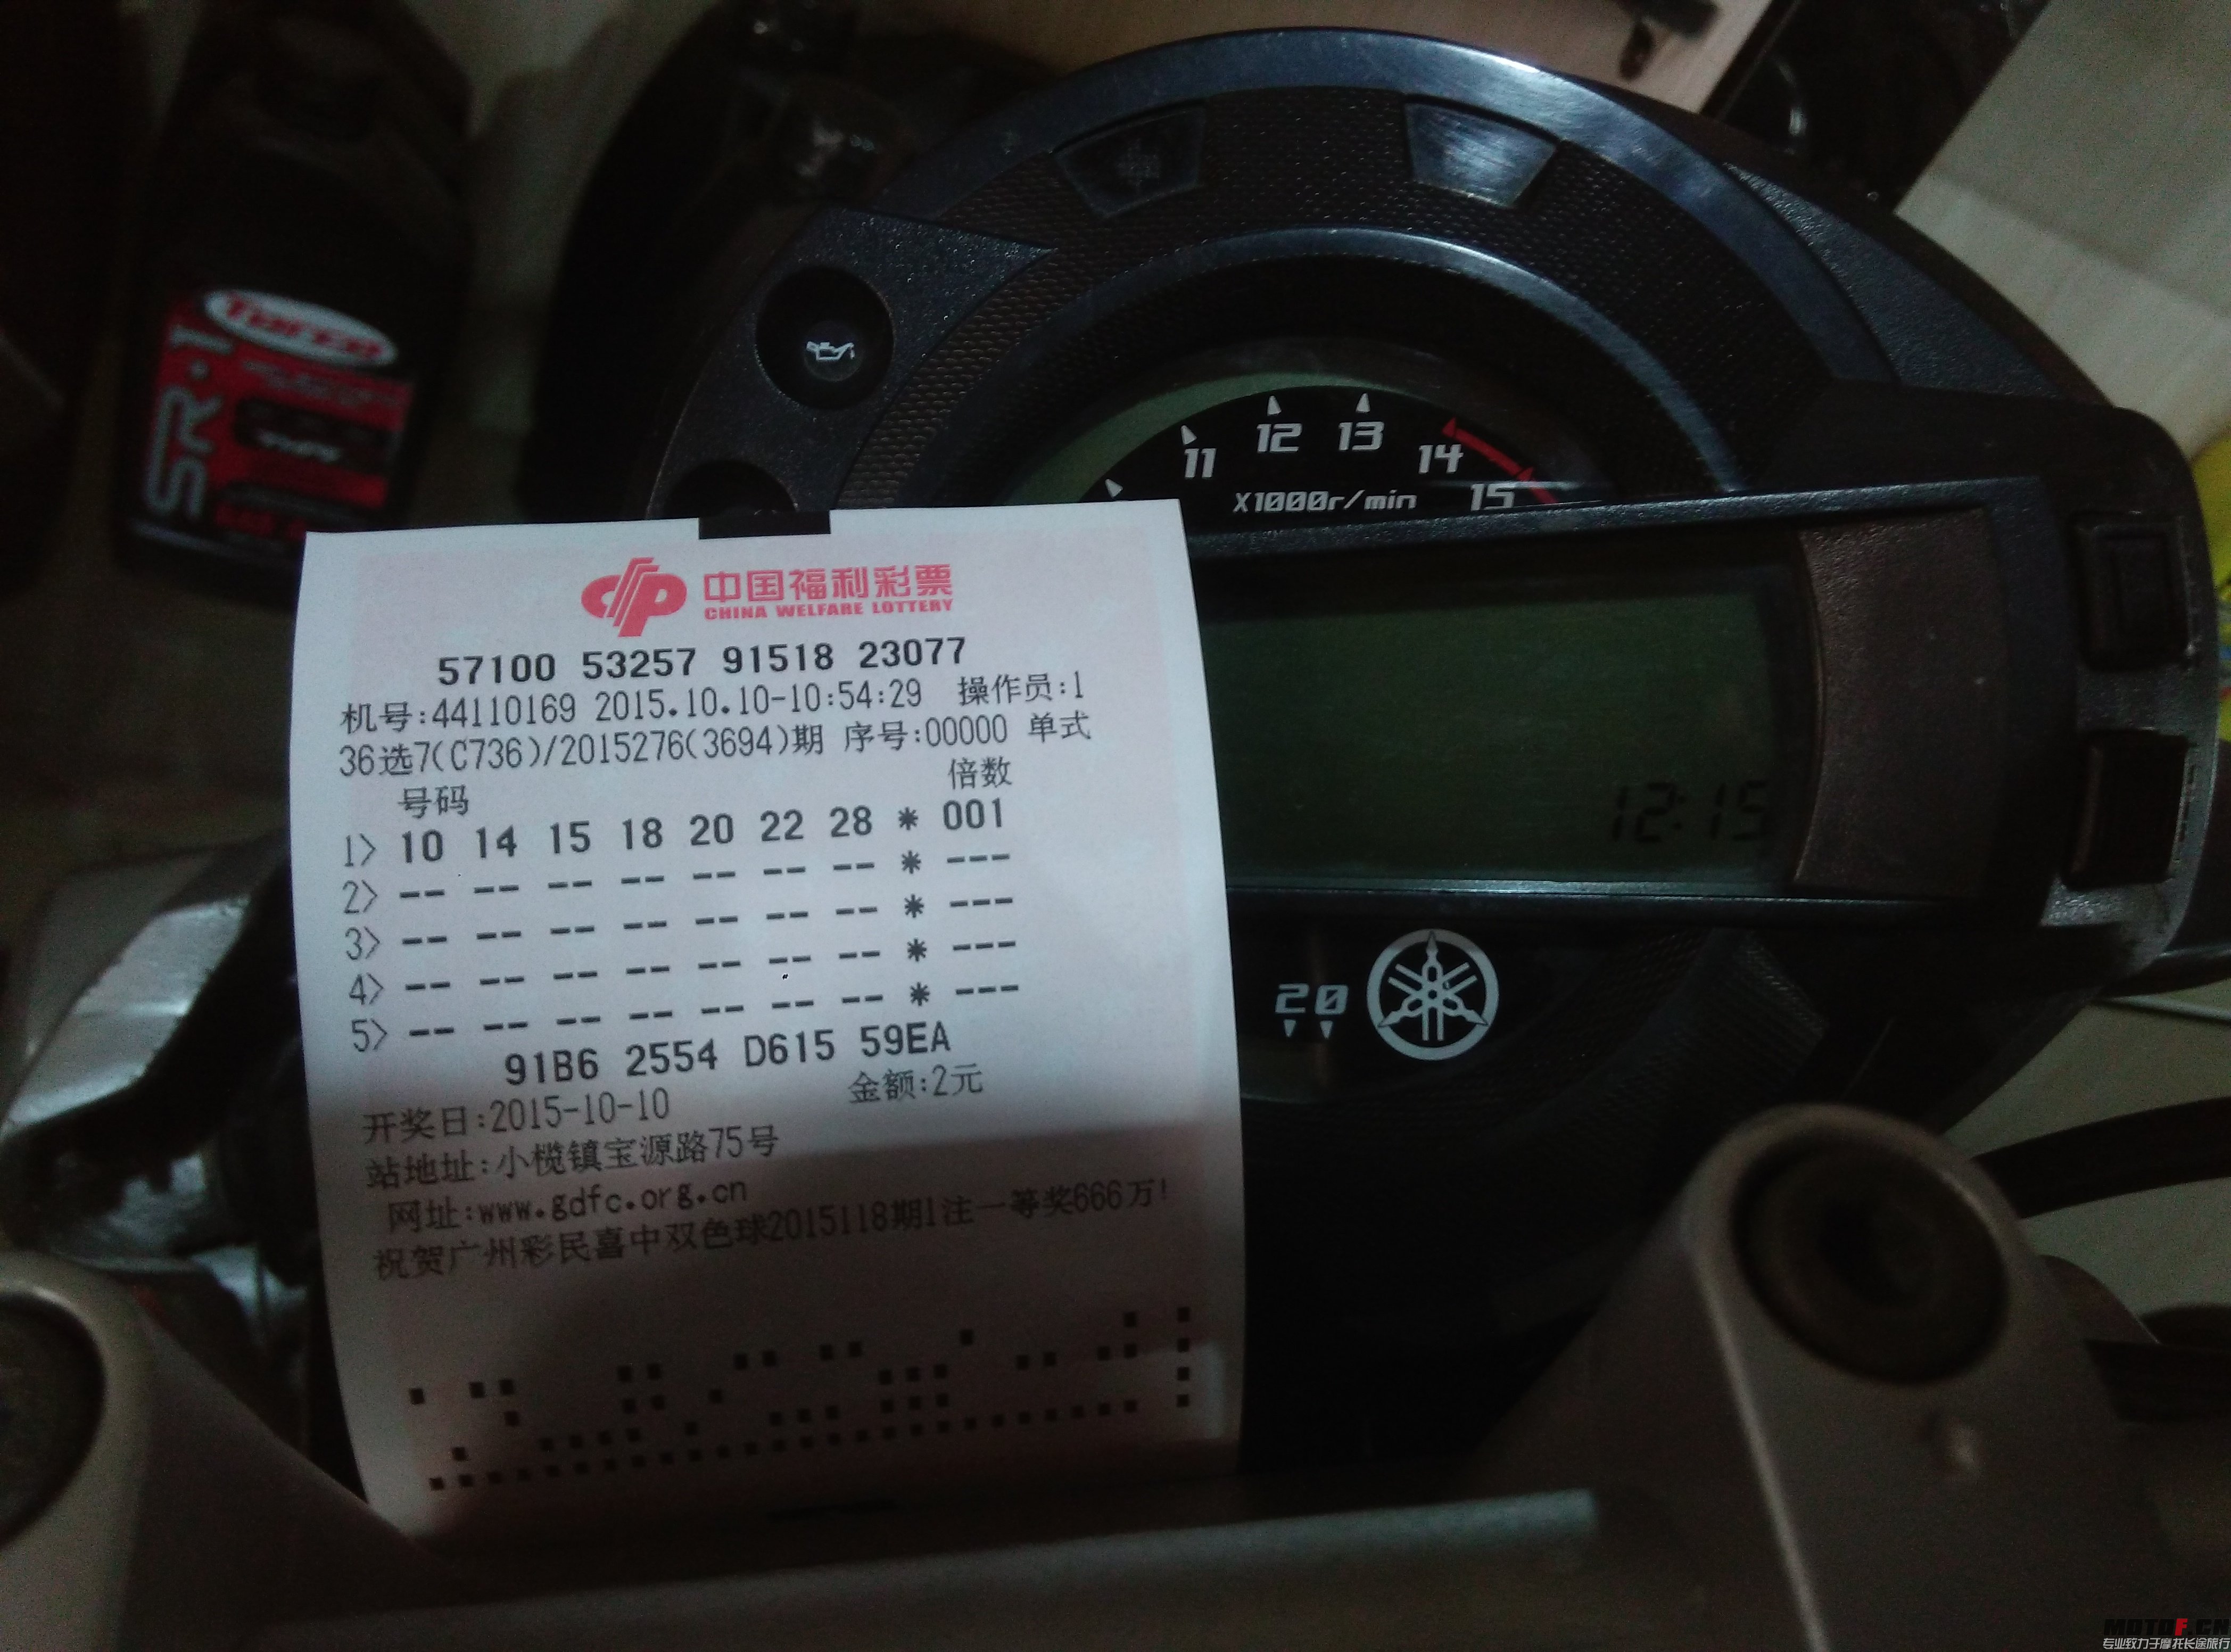 Taroo
SR·1
11
12
13
14
15
X1000r/min
12:15
20
中国福利彩票
CHINA WELFARE LOTTERY
57100 53257 91518 23077
机号:44110169 2015.10.10-10:54:29 操作员:1
36选7(C736)/2015276(3694)期 序号:00000 单式
号码 倍数
1> 10 14 15 18 20 22 28 * 001
2> -- -- -- -- -- -- -- * ---
3> -- -- -- -- -- -- -- * ---
4> -- -- -- -- -- -- -- * ---
5> -- -- -- -- -- -- -- * ---
91B6 2554 D615 59EA
开奖日:2015-10-10 金额:2元
站地址:小榄镇宝源路75号
网址:www.gdfc.org.cn
祝贺广州彩民喜中双色球2015118期1注一等奖666万!
MOTOF.CN
专业致力于摩托长途旅行